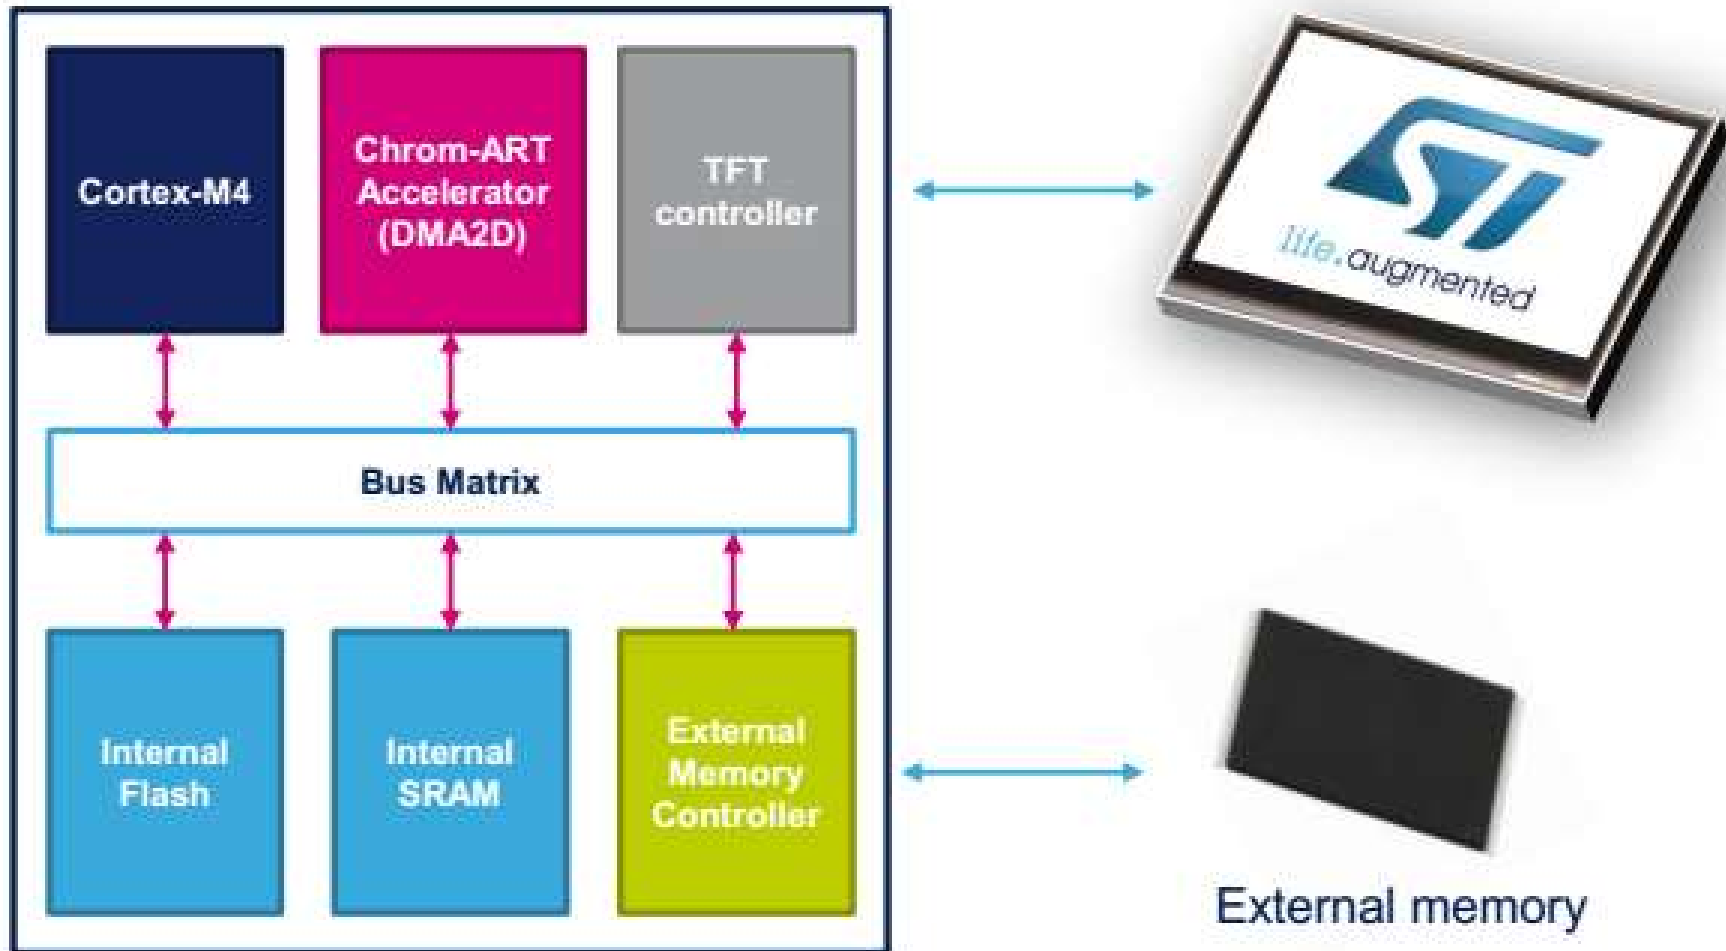 Cortex-M4
Chrom-ART
Accelerator
(DMA2D)
TFT
controller
ST
life.augmented
Bus Matrix
Internal
Flash
Internal
SRAM
External
Memory
Controller
External memory